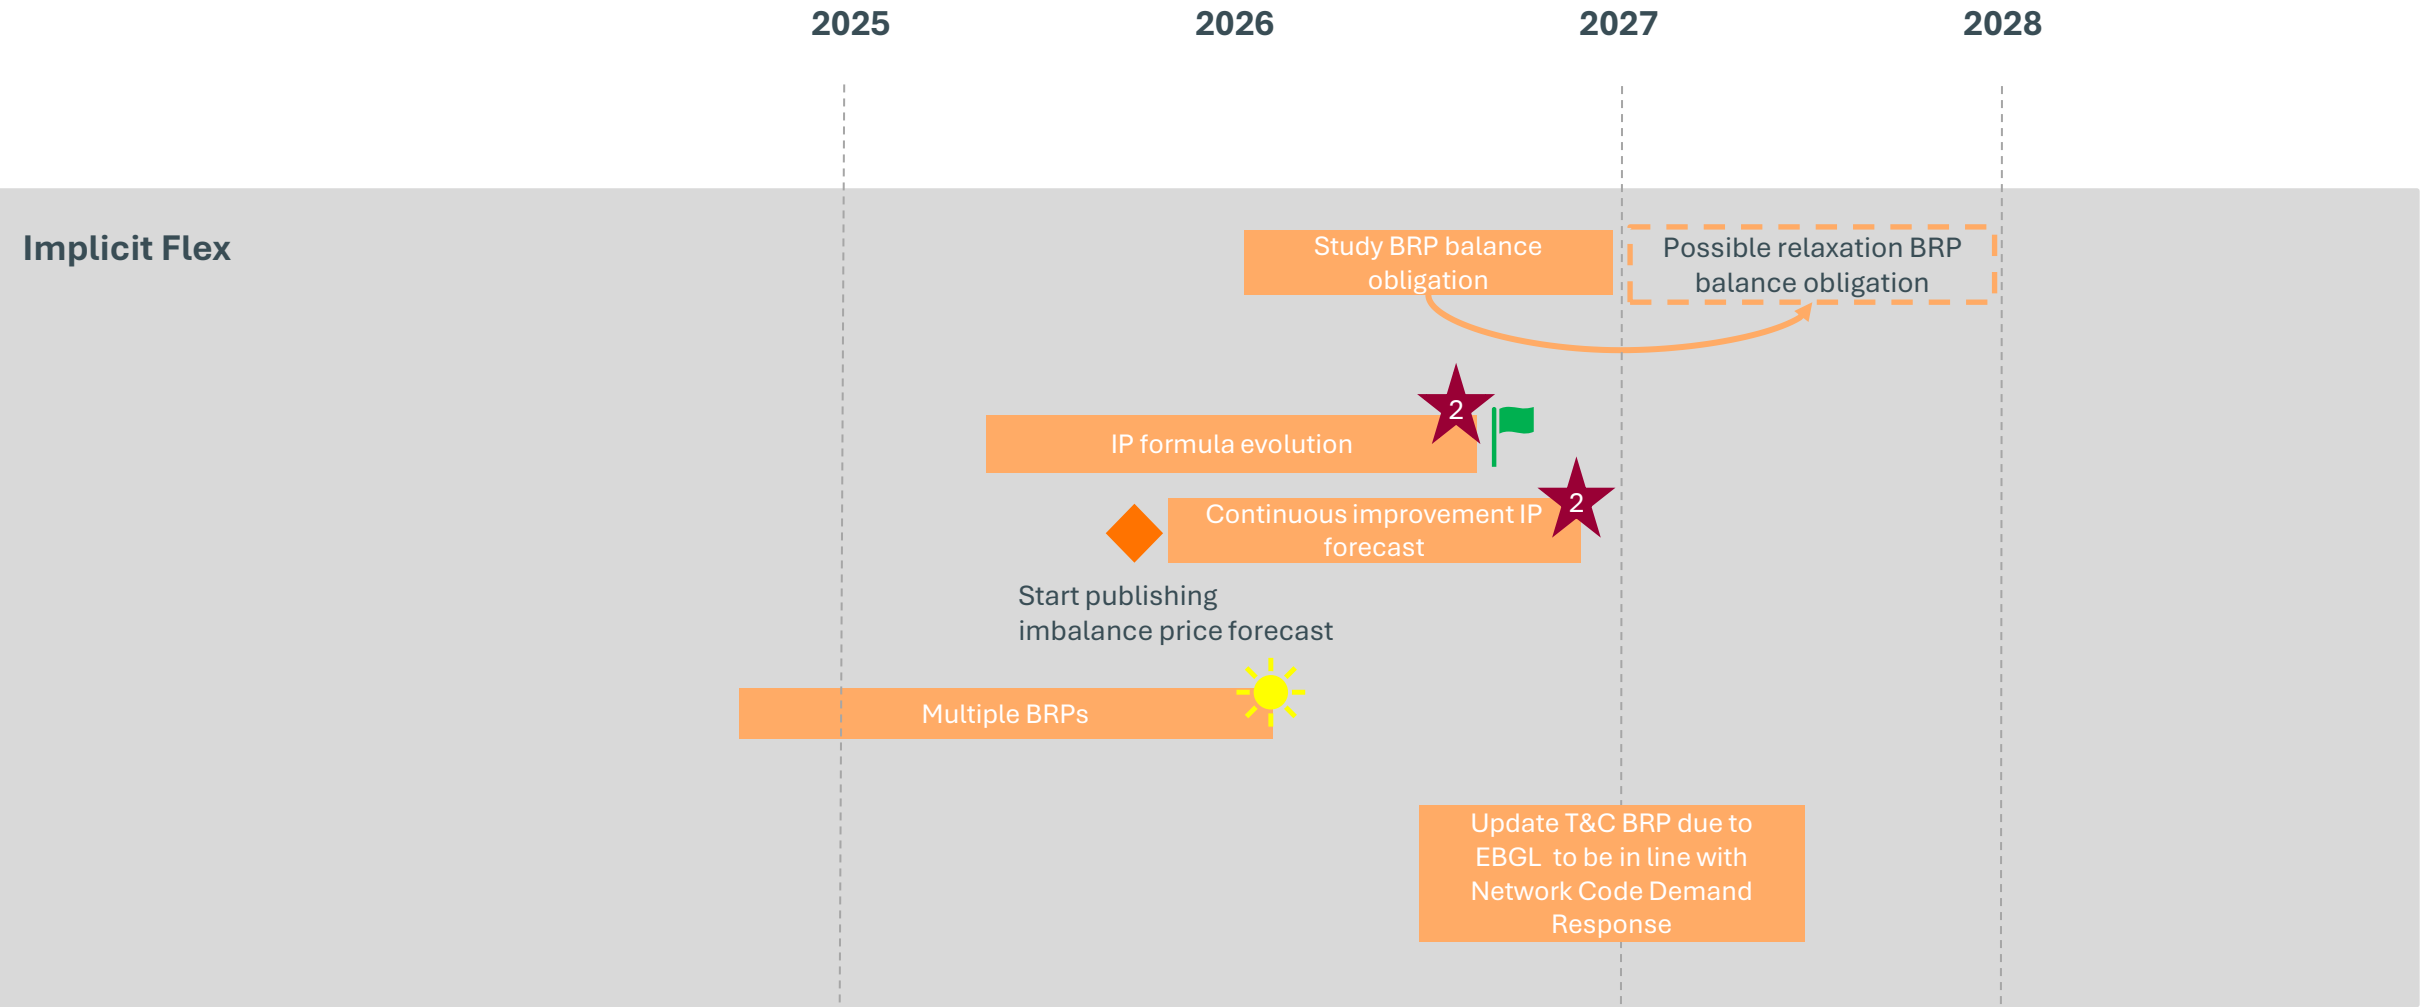 2025
2026
2027
2028
Implicit Flex
Study BRP balance
obligation
Possible relaxation BRP
balance obligation
2
IP formula evolution
2
Continuous improvement IP
forecast
Start publishing
imbalance price forecast
Multiple BRPs
Update T&C BRP due to
EBGL  to be in line with
Network Code Demand
Response